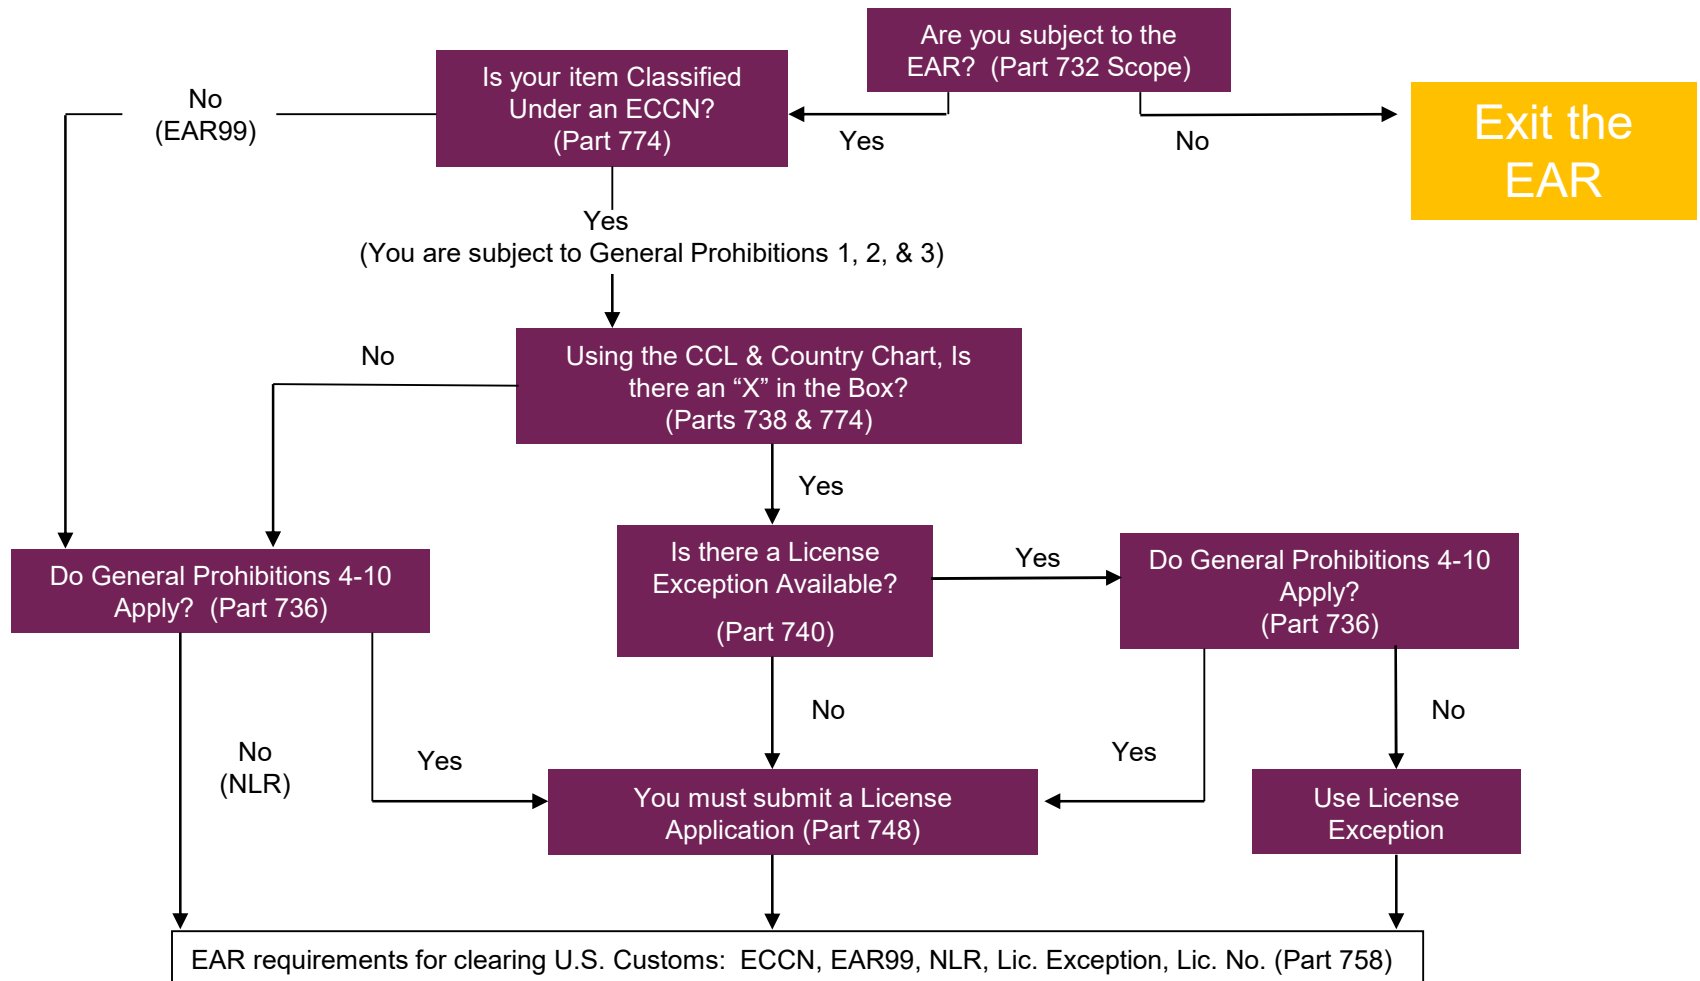 Are you subject to the
EAR?  (Part 732 Scope)
Is your item Classified
Under an ECCN?
(Part 774)
No
(EAR99)
Yes
No
Exit the
EAR
Yes
(You are subject to General Prohibitions 1, 2, & 3)
No
Using the CCL & Country Chart, Is
there an “X” in the Box?
(Parts 738 & 774)
Yes
Do General Prohibitions 4-10
Apply?  (Part 736)
Is there a License
Exception Available?
(Part 740)
Yes
Do General Prohibitions 4-10
Apply?
(Part 736)
No
(NLR)
Yes
No
Yes
No
You must submit a License
Application (Part 748)
Use License
Exception
EAR requirements for clearing U.S. Customs:  ECCN, EAR99, NLR, Lic. Exception, Lic. No. (Part 758)